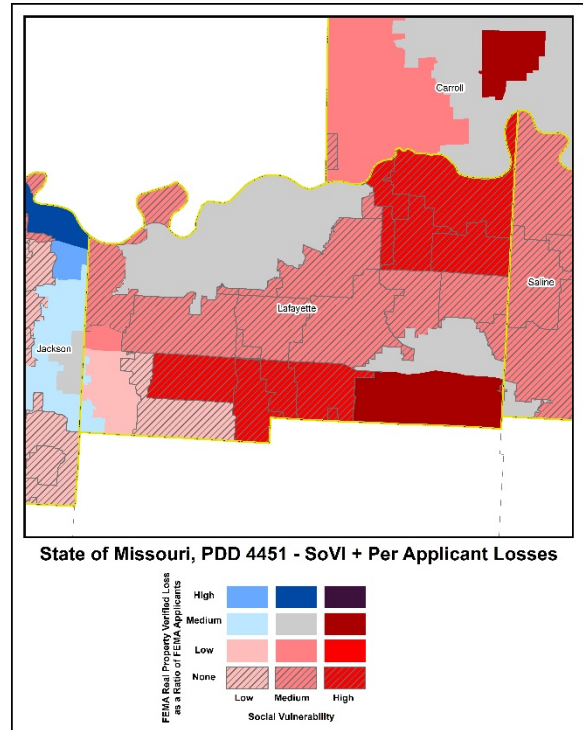 Carroll
Saline
Lafayette
Jackson
State of Missouri, PDD 4451 - SoVI + Per Applicant Losses
FEMA Real Property Verified Loss
as a Ratio of FEMA Applicants
High
Medium
Low
None
Low Medium High
Social Vulnerability